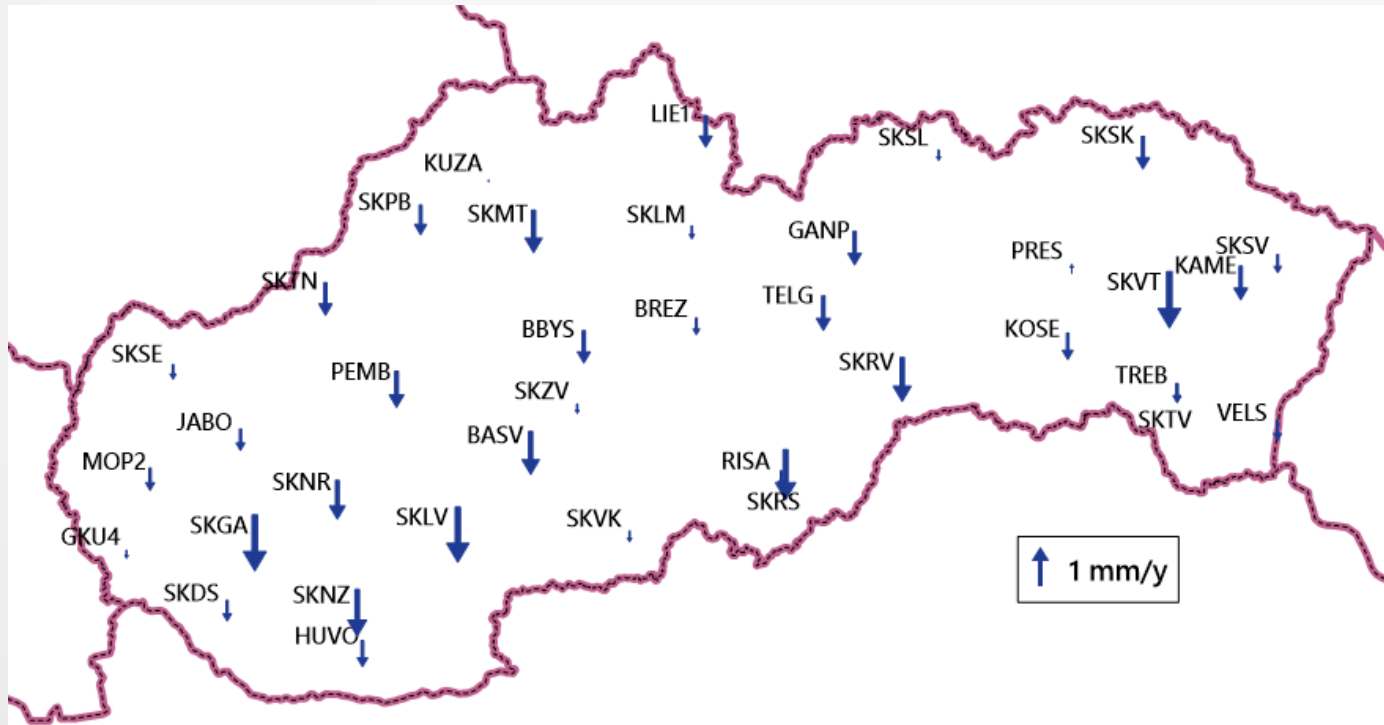 LIE1
SKSL
SKSK
KUZA
SKPB
SKMT
SKLM
GANP
PRES
SKSV
KAME
SKVT
SKTN
TELG
BREZ
BBYS
KOSE
SKSE
PEMB
SKRV
TREB
SKZV
JABO
BASV
SKTV
VELS
MOP2
SKNR
RISA
SKRS
SKGA
SKLV
SKVK
GKU4
SKDS
SKNZ
HUVO
1 mm/y